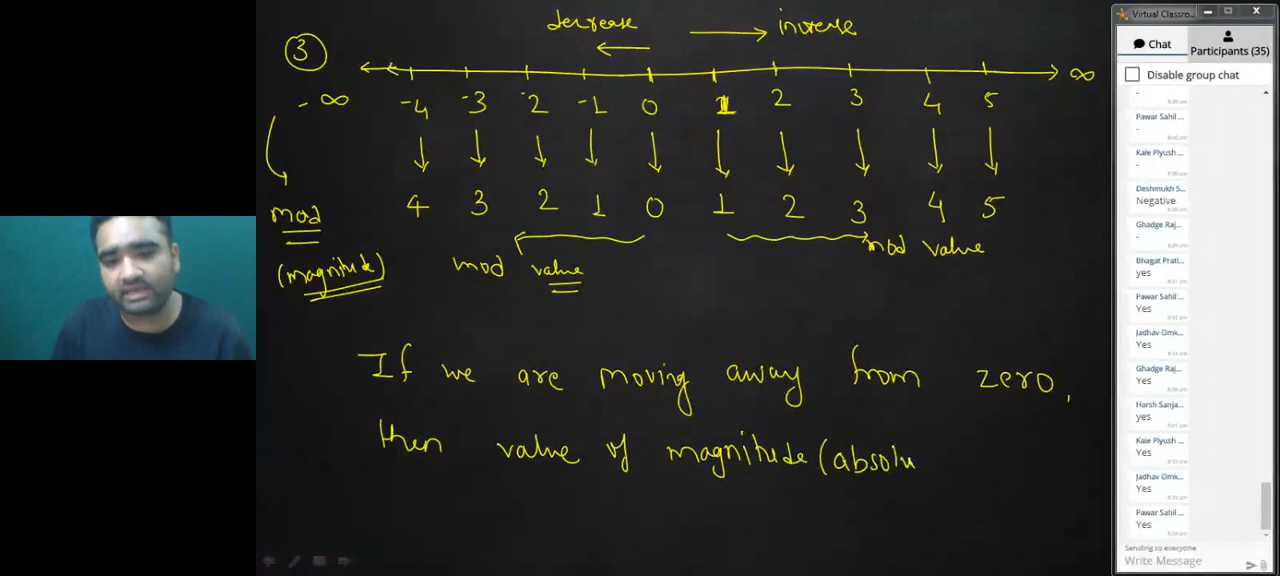 decrease increase
3
- ∞ -4 -3 -2 -1 0 1 2 3 4 5 ∞
mod 4 3 2 1 0 1 2 3 4 5
(magnitude) mod value mod value
If we are moving away from zero,
then value of magnitude (absolu
Virtual Classro...
Chat Participants (35)
Disable group chat
-
Pawar Sahil ...
-
Kale Piyush ...
-
Deshmukh S...
Negative
Ghadge Raj...
-
Bhagat Prati...
yes
Pawar Sahil ...
Yes
Jadhav Omk...
Yes
Ghadge Raj...
Yes
Harsh Sanja...
yes
Kale Piyush ...
Yes
Jadhav Omk...
Yes
Pawar Sahil ...
Yes
Sending to everyone
Write Message